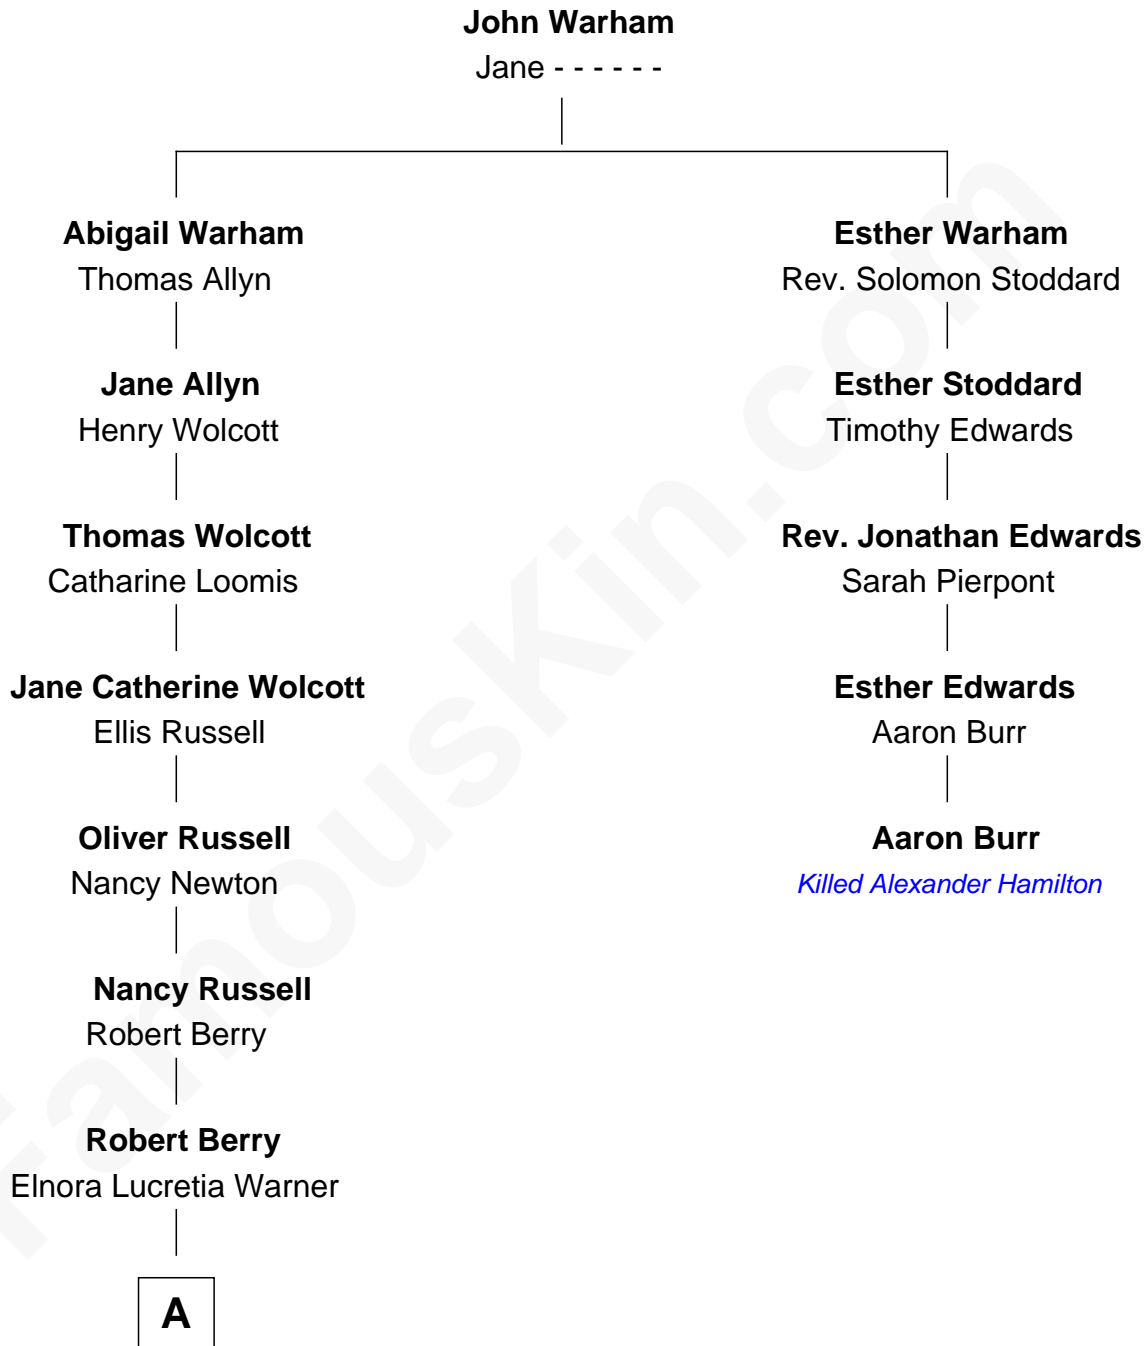 John Warham
Jane - - - - - -
Abigail Warham
Thomas Allyn
Jane Allyn
Henry Wolcott
Thomas Wolcott
Catharine Loomis
Jane Catherine Wolcott
Ellis Russell
Oliver Russell
Nancy Newton
Nancy Russell
Robert Berry
Robert Berry
Elnora Lucretia Warner
A
Esther Warham
Rev. Solomon Stoddard
Esther Stoddard
Timothy Edwards
Rev. Jonathan Edwards
Sarah Pierpont
Esther Edwards
Aaron Burr
Aaron Burr
Killed Alexander Hamilton
FamousKin.com